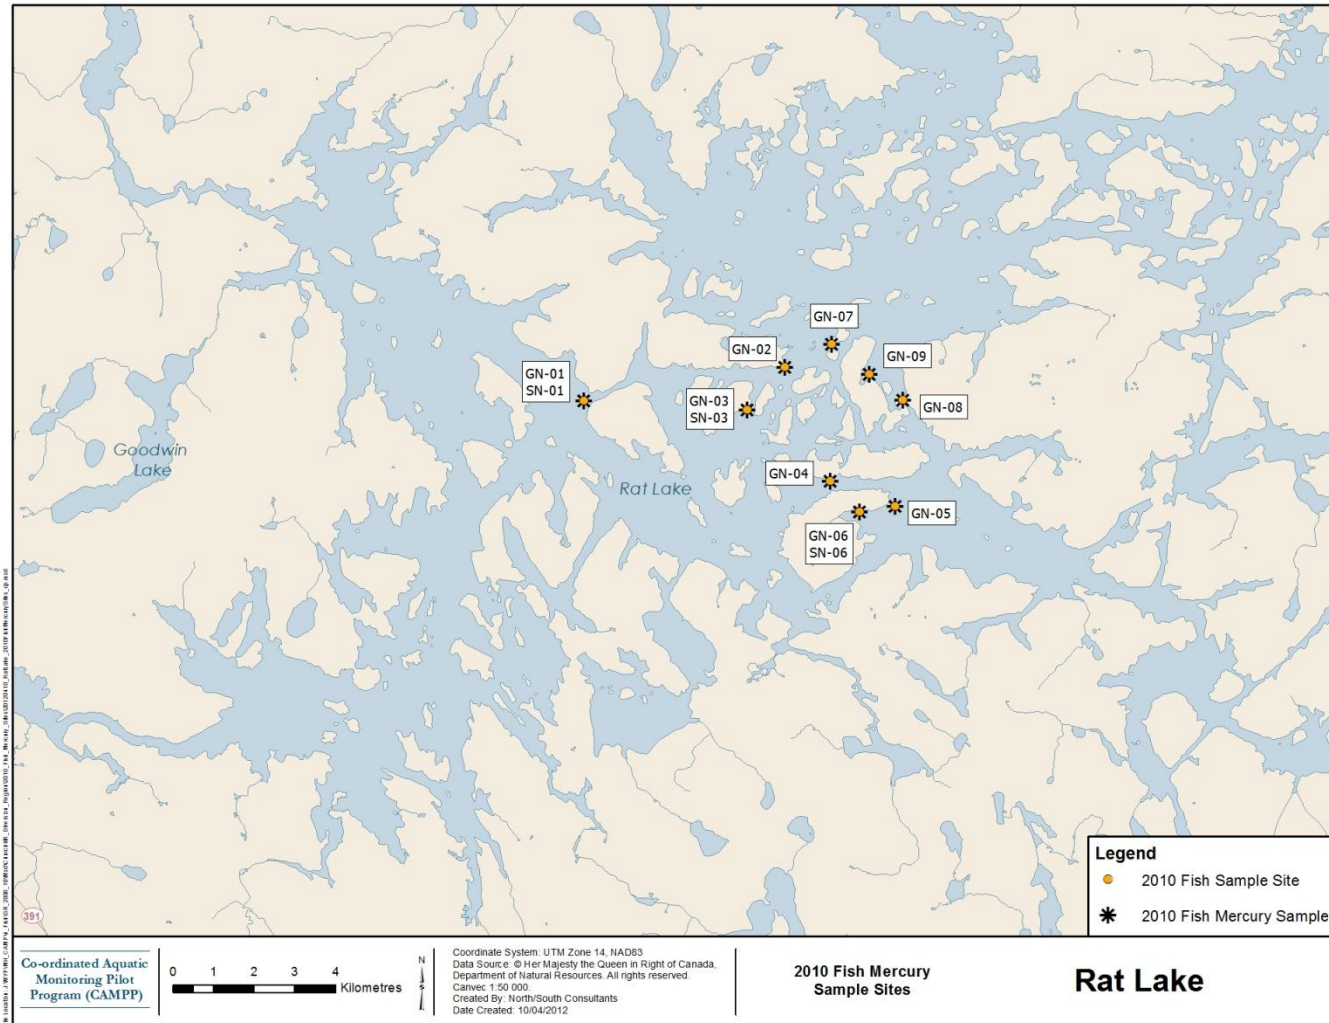 GN-07
GN-02
GN-09
GN-01
SN-01
GN-03
SN-03
GN-08
Goodwin
Lake
GN-04
Rat Lake
GN-05
GN-06
SN-06
391
Legend
2010 Fish Sample Site
2010 Fish Mercury Sample
Co-ordinated Aquatic
Monitoring Pilot
Program (CAMPP)
0 1 2 3 4
Kilometres
N
Coordinate System: UTM Zone 14, NAD83
Data Source: © Her Majesty the Queen in Right of Canada,
Department of Natural Resources. All rights reserved.
Canvec 1:50 000.
Created By: North/South Consultants
Date Created: 10/04/2012
2010 Fish Mercury
Sample Sites
Rat Lake